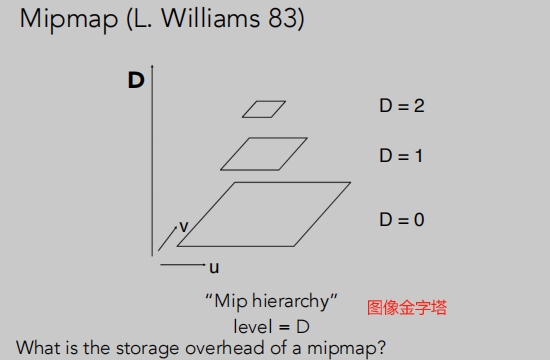 Mipmap (L. Williams 83)
D
D = 2
D = 1
D = 0
v
u
“Mip hierarchy”
图像金字塔
level = D
What is the storage overhead of a mipmap?